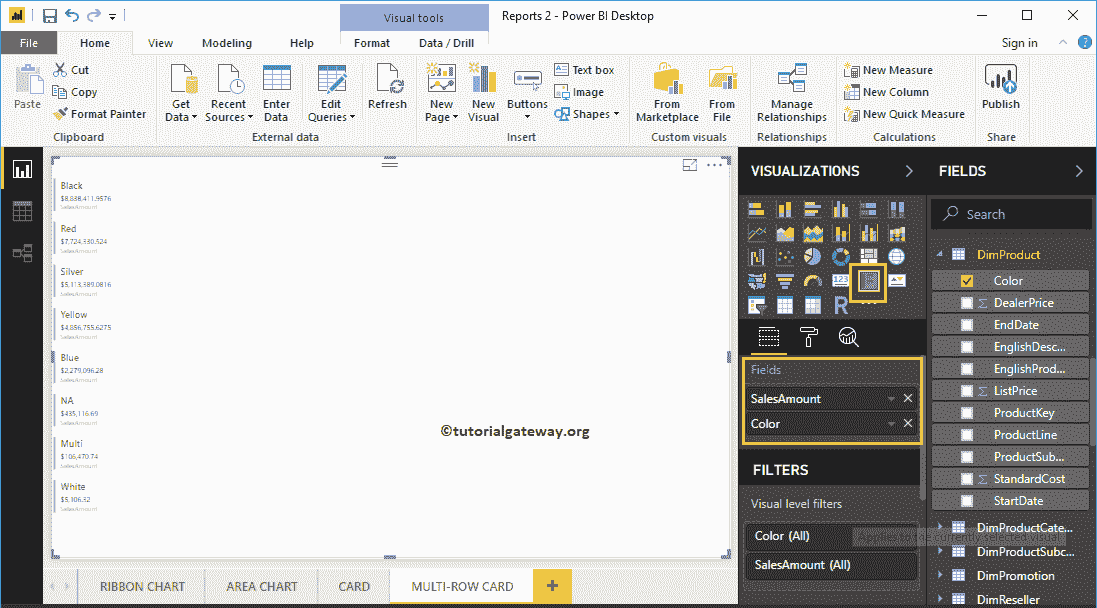 Visual tools
Reports 2 - Power BI Desktop
File Home View Modeling Help Format Data / Drill Sign in
Paste
Cut
Copy
Format Painter
Clipboard
Get Data
Recent Sources
Enter Data
Edit Queries
External data
Refresh
New Page
New Visual
Buttons
Text box
Image
Shapes
Insert
From Marketplace
From File
Custom visuals
Manage Relationships
Relationships
New Measure
New Column
New Quick Measure
Calculations
Publish
Share
Black
$8,838,411.9576
SalesAmount
Red
$7,724,330.524
SalesAmount
Silver
$5,113,389.0816
SalesAmount
Yellow
$4,856,755.6275
SalesAmount
Blue
$2,279,096.28
SalesAmount
NA
$435,116.69
SalesAmount
Multi
$106,470.74
SalesAmount
White
$5,106.32
SalesAmount
©tutorialgateway.org
VISUALIZATIONS
123
R
Fields
SalesAmount
Color
FILTERS
Visual level filters
Color (All)
Applies to the currently selected visual
SalesAmount (All)
FIELDS
Search
DimProduct
Color
DealerPrice
EndDate
EnglishDesc...
EnglishProd...
ListPrice
ProductKey
ProductLine
ProductSub...
StandardCost
StartDate
DimProductCate...
DimProductSubc...
DimPromotion
DimReseller
RIBBON CHART AREA CHART CARD MULTI-ROW CARD +